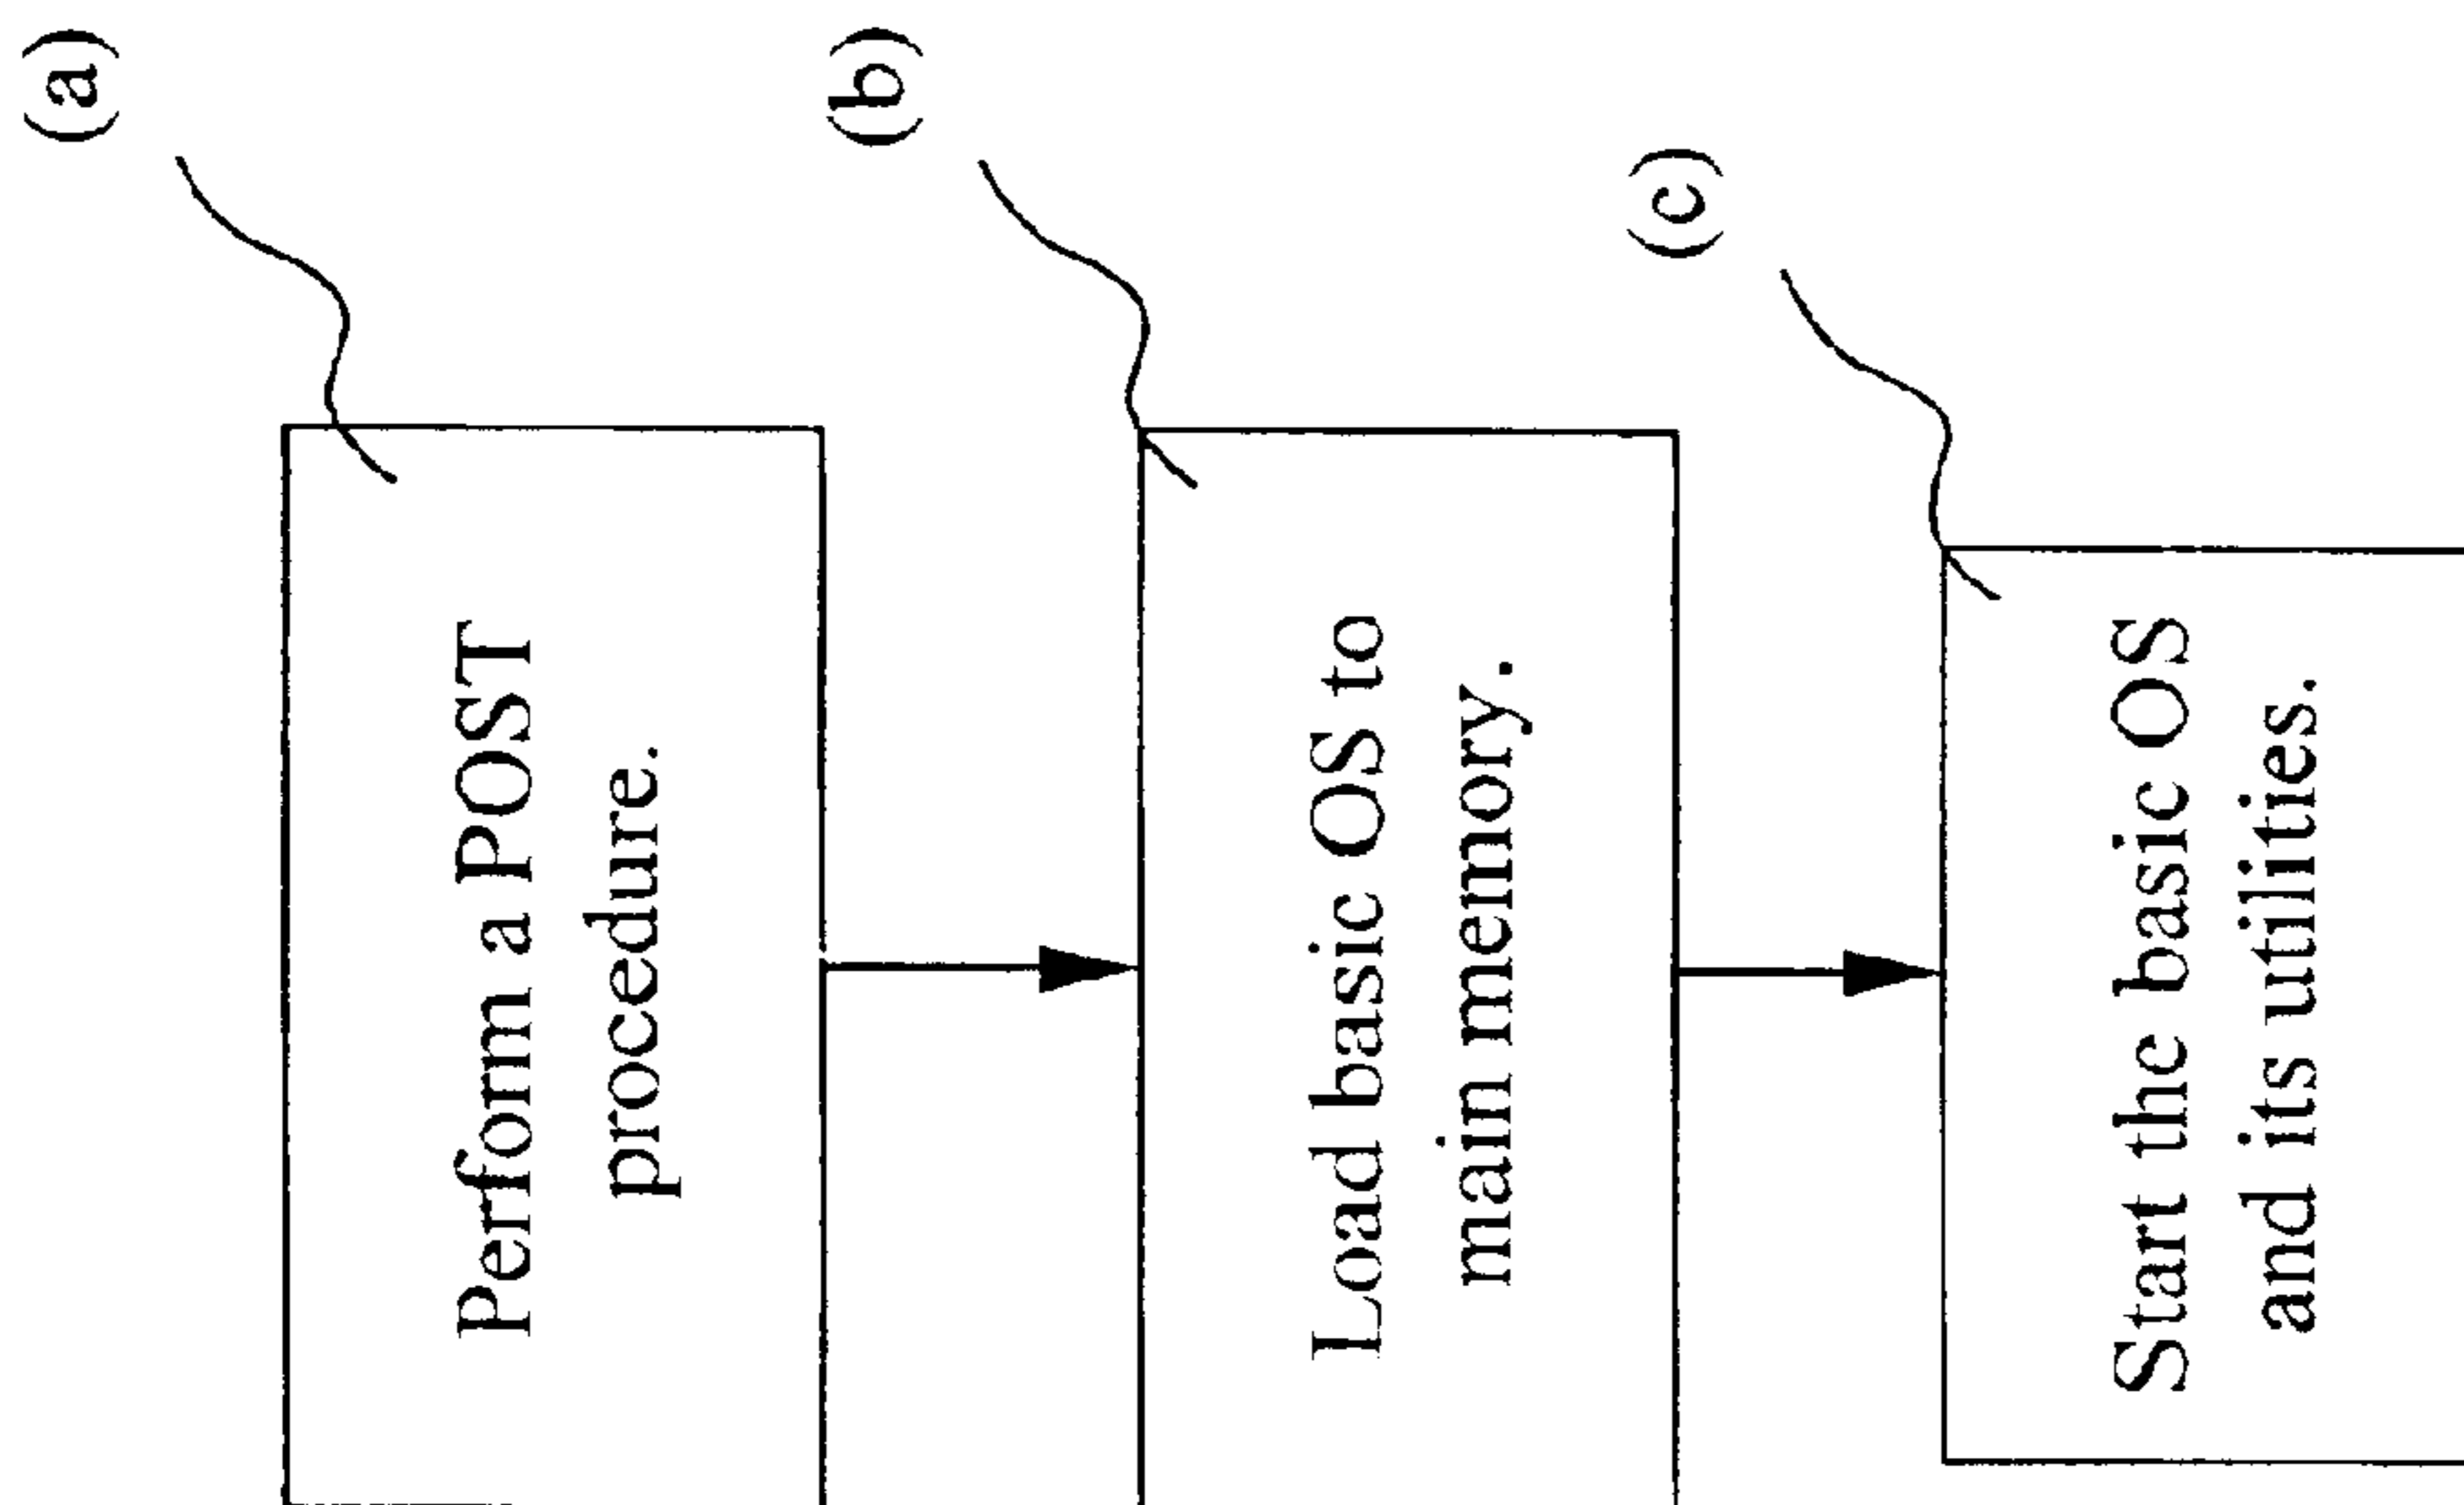 (a)
Perform a POST
procedure.
(b)
Load basic OS to
main memory.
(c)
Start the basic OS
and its utilities.